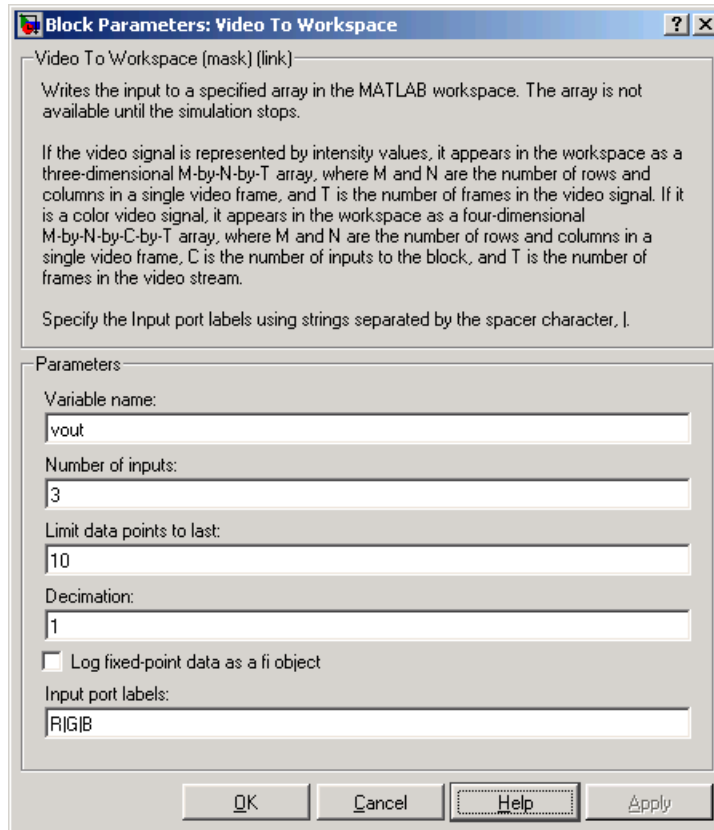 Block Parameters: Video To Workspace
Video To Workspace (mask) (link)
Writes the input to a specified array in the MATLAB workspace. The array is not
available until the simulation stops.
If the video signal is represented by intensity values, it appears in the workspace as a
three-dimensional M-by-N-by-T array, where M and N are the number of rows and
columns in a single video frame, and T is the number of frames in the video signal. If it
is a color video signal, it appears in the workspace as a four-dimensional
M-by-N-by-C-by-T array, where M and N are the number of rows and columns in a
single video frame, C is the number of inputs to the block, and T is the number of
frames in the video stream.
Specify the Input port labels using strings separated by the spacer character, |.
Parameters
Variable name:
vout
Number of inputs:
3
Limit data points to last:
10
Decimation:
1
Log fixed-point data as a fi object
Input port labels:
R|G|B
OK Cancel Help Apply